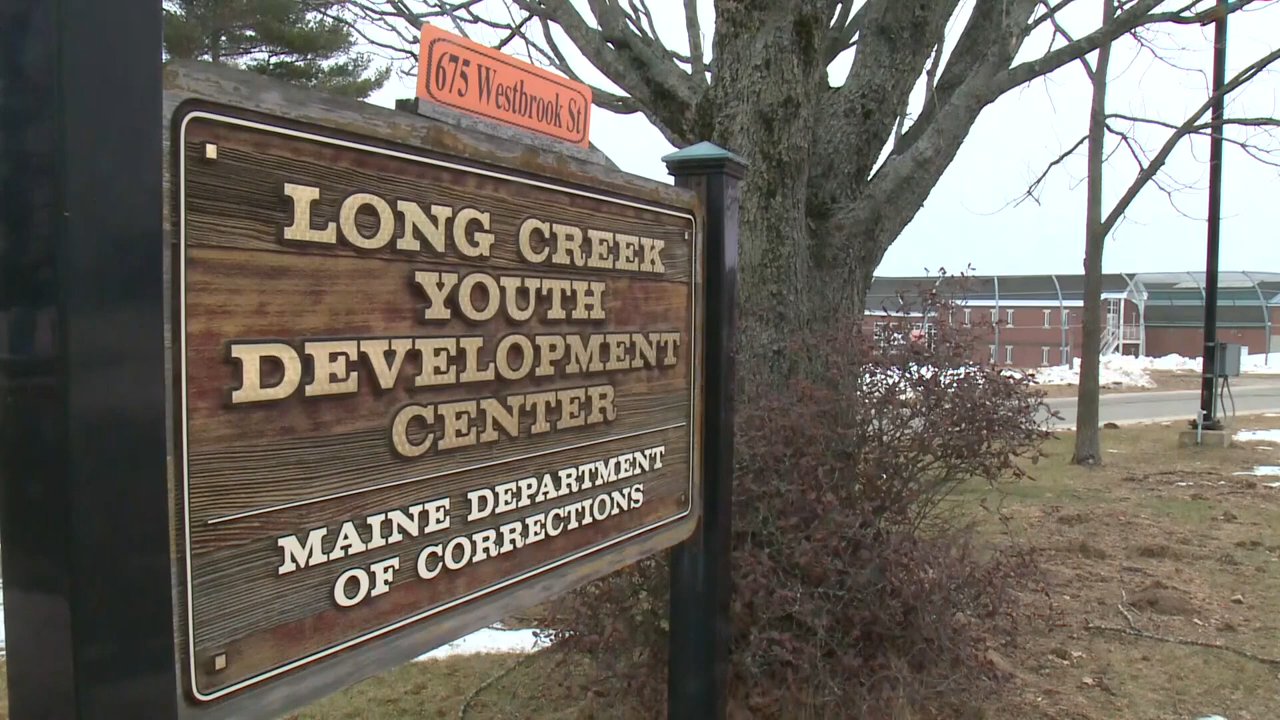 675 Westbrook St
LONG CREEK
YOUTH
DEVELOPMENT
CENTER
MAINE DEPARTMENT
OF CORRECTIONS